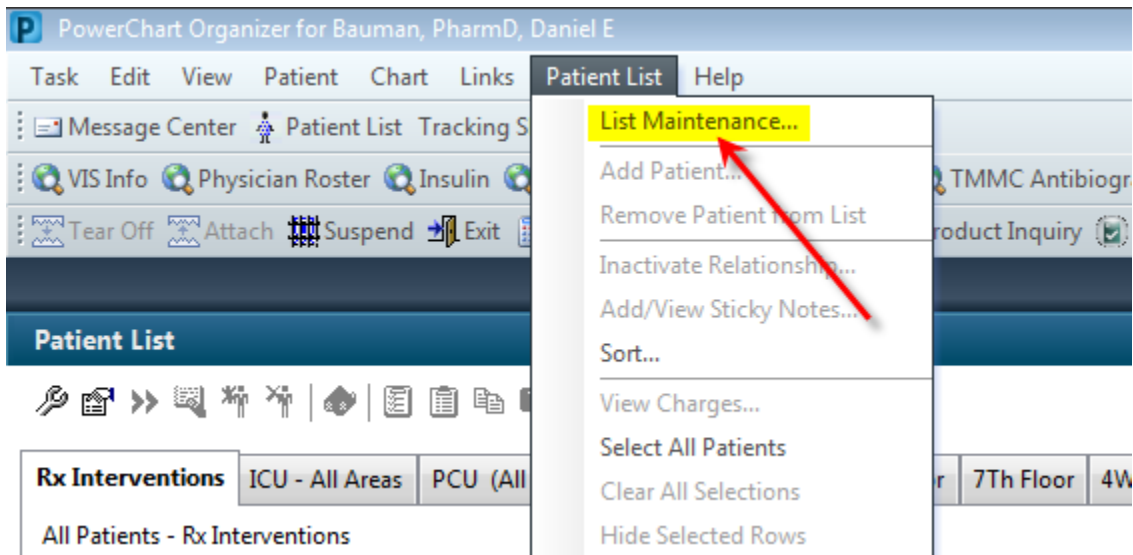 PowerChart Organizer for Bauman, PharmD, Daniel E
Task Edit View Patient Chart Links Patient List Help
Message Center Patient List Tracking S
VIS Info Physician Roster Insulin TMMC Antibiogr
Tear Off Attach Suspend Exit roduct Inquiry
List Maintenance...
Add Patient...
Remove Patient from List
Inactivate Relationship...
Add/View Sticky Notes...
Sort...
View Charges...
Select All Patients
Clear All Selections
Hide Selected Rows
Patient List
Rx Interventions ICU - All Areas PCU (All r 7Th Floor 4W
All Patients - Rx Interventions